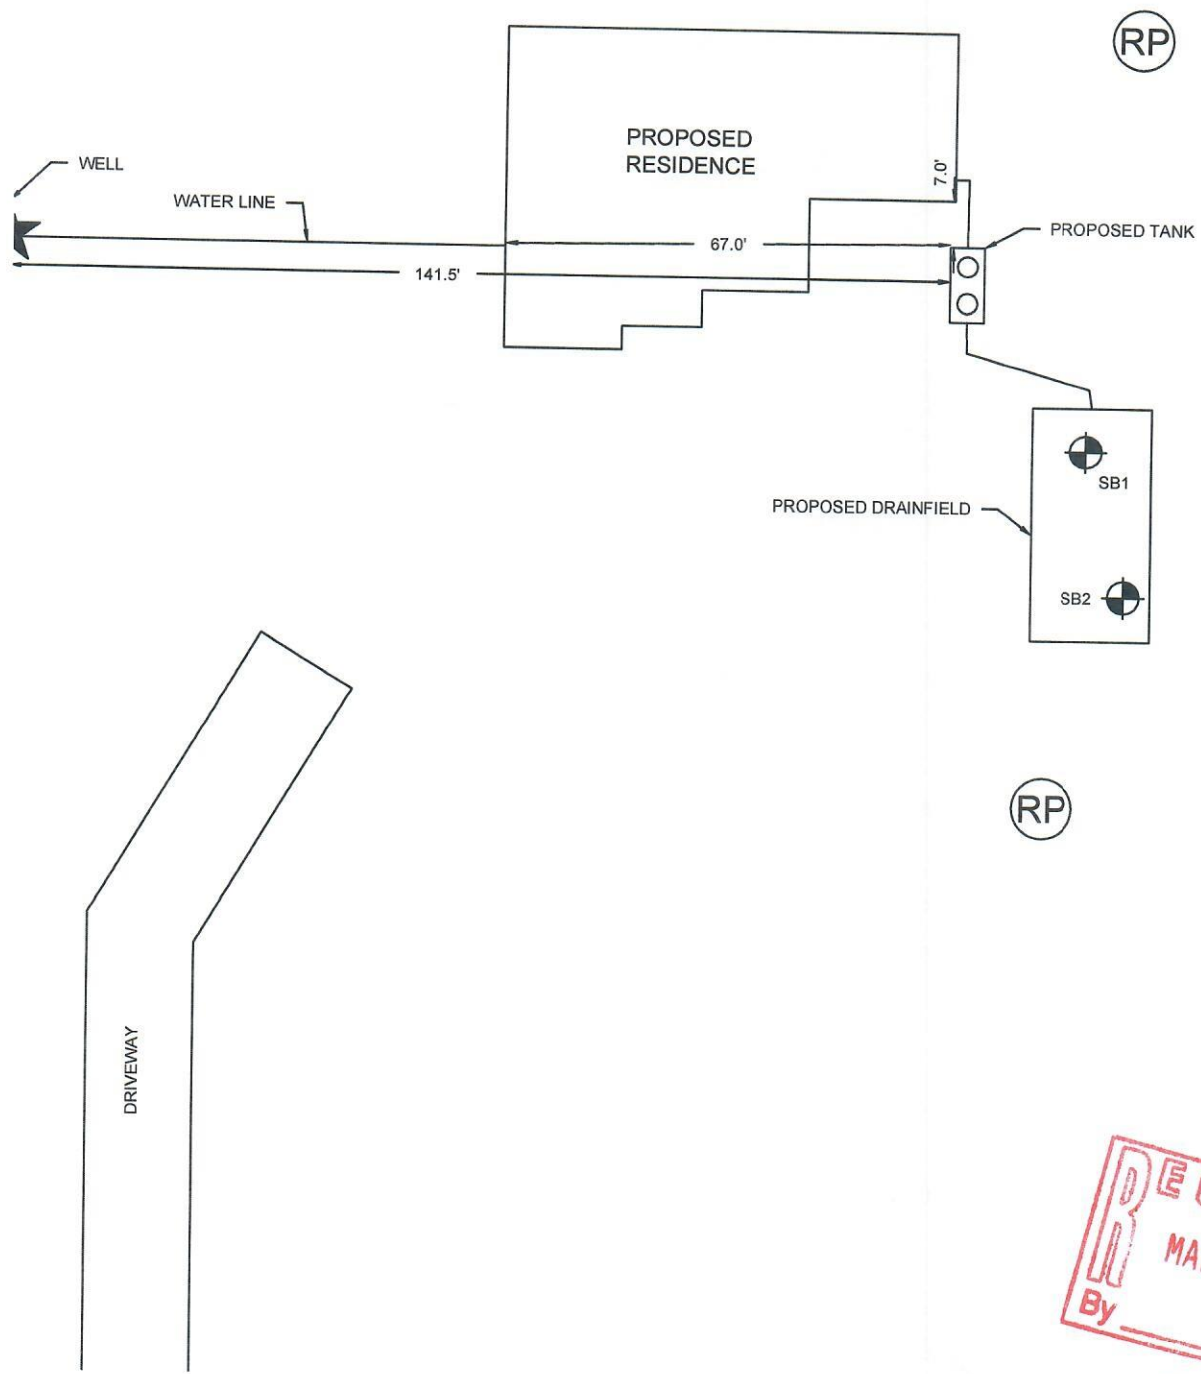 RP
PROPOSED
RESIDENCE
WELL
7.0'
WATER LINE
67.0'
PROPOSED TANK
141.5'
SB1
PROPOSED DRAINFIELD
SB2
RP
DRIVEWAY
By